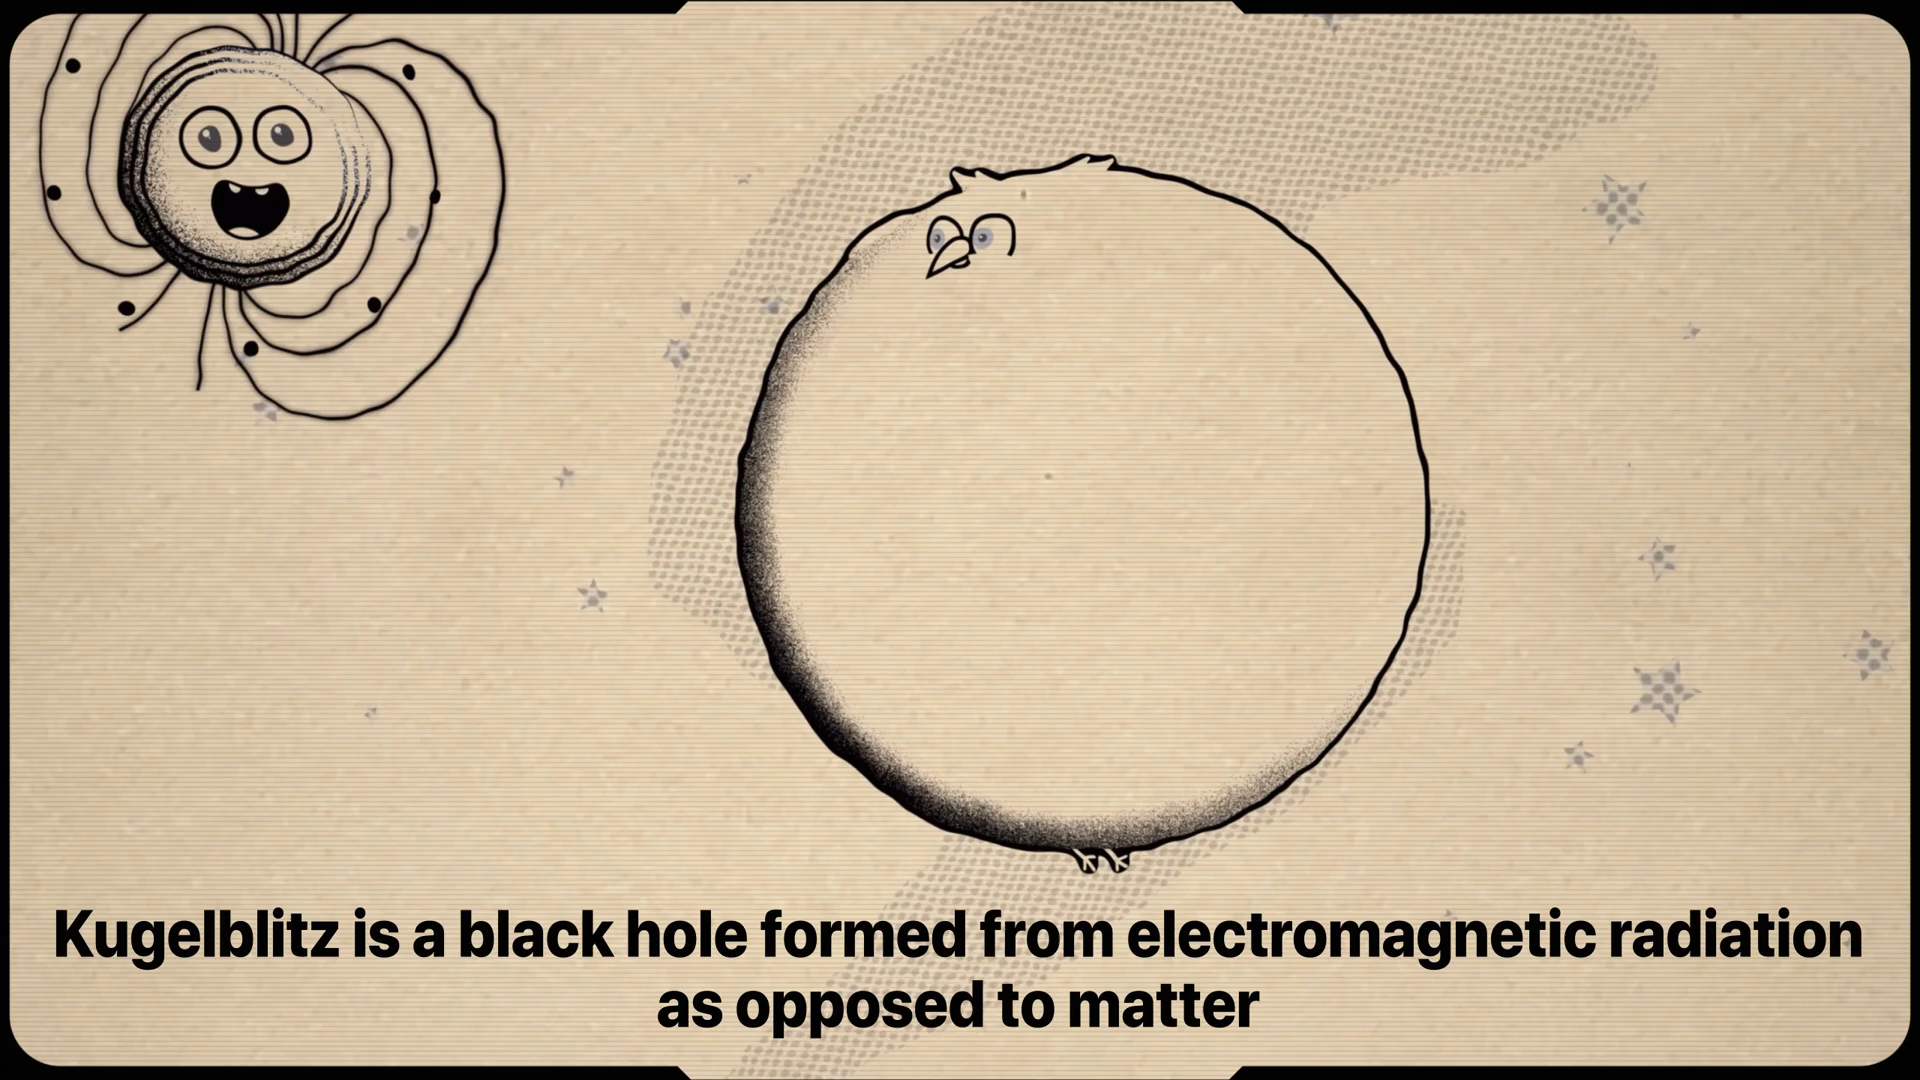 Kugelblitz is a black hole formed from electromagnetic radiation
as opposed to matter